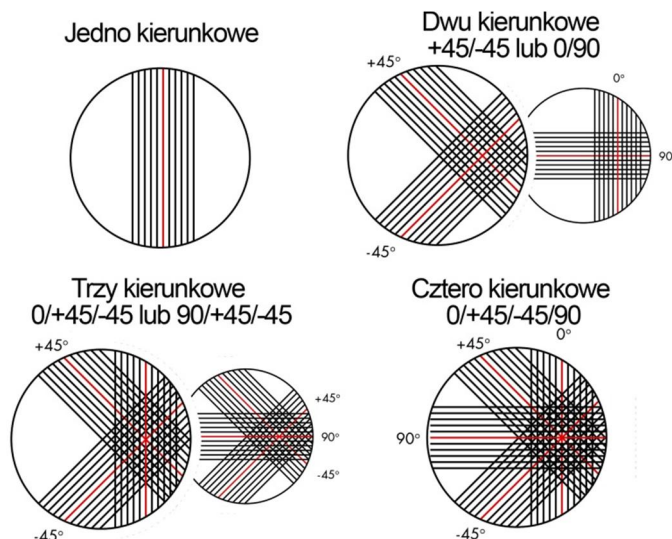 Jedno kierunkowe
Dwu kierunkowe
+45/-45 lub 0/90
+45°
0°
90
-45°
Trzy kierunkowe
0/+45/-45 lub 90/+45/-45
+45°
+45°
90°
-45°
-45°
Cztero kierunkowe
0/+45/-45/90
0°
+45°
90°
-45°